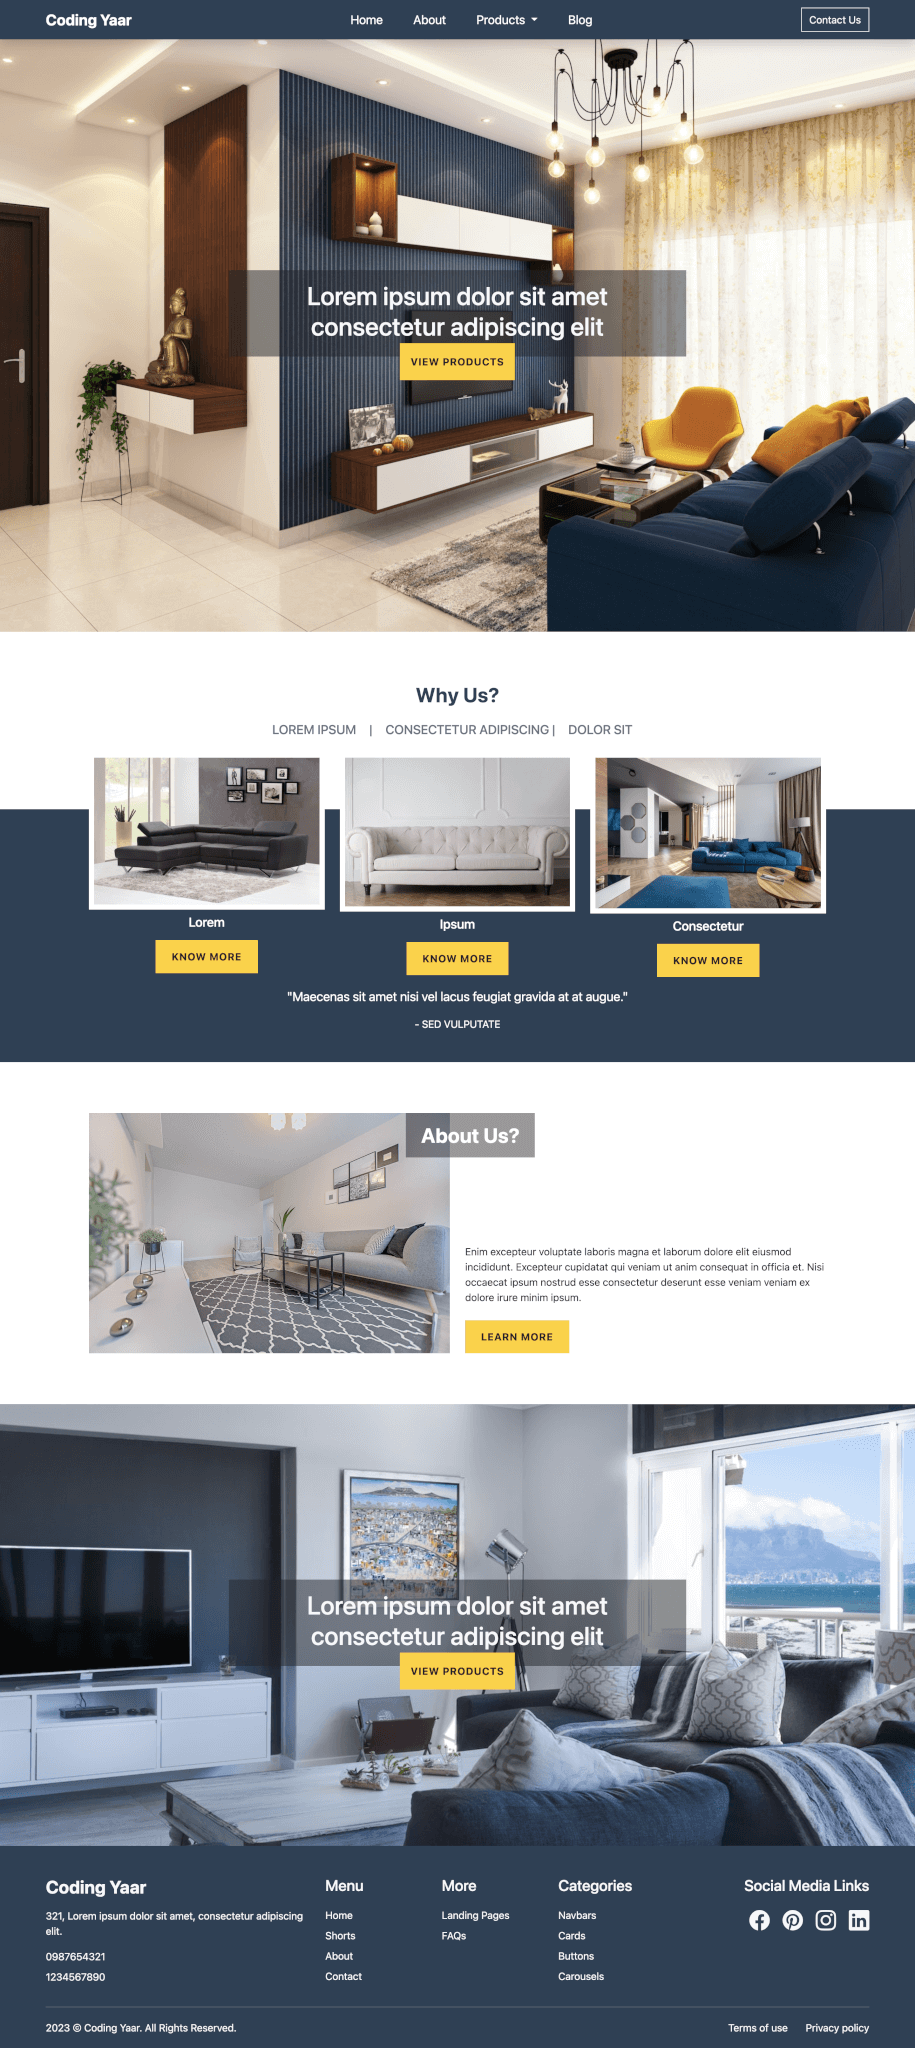 Coding Yaar
Home About Products Blog
Contact Us
Lorem ipsum dolor sit amet
consectetur adipiscing elit
VIEW PRODUCTS
Why Us?
LOREM IPSUM | CONSECTETUR ADIPISCING | DOLOR SIT
Lorem
KNOW MORE
Ipsum
KNOW MORE
Consectetur
KNOW MORE
"Maecenas sit amet nisi vel lacus feugiat gravida at at augue."
- SED VULPUTATE
About Us?
Enim excepteur voluptate laboris magna et laborum dolore elit eiusmod
incididunt. Excepteur cupidatat qui veniam ut anim consequat in officia et. Nisi
occaecat ipsum nostrud esse consectetur deserunt esse veniam veniam ex
dolore irure minim ipsum.
LEARN MORE
Lorem ipsum dolor sit amet
consectetur adipiscing elit
VIEW PRODUCTS
Coding Yaar
321, Lorem ipsum dolor sit amet, consectetur adipiscing
elit.
0987654321
1234567890
Menu
Home
Shorts
About
Contact
More
Landing Pages
FAQs
Categories
Navbars
Cards
Buttons
Carousels
Social Media Links
2023 © Coding Yaar. All Rights Reserved.
Terms of use Privacy policy